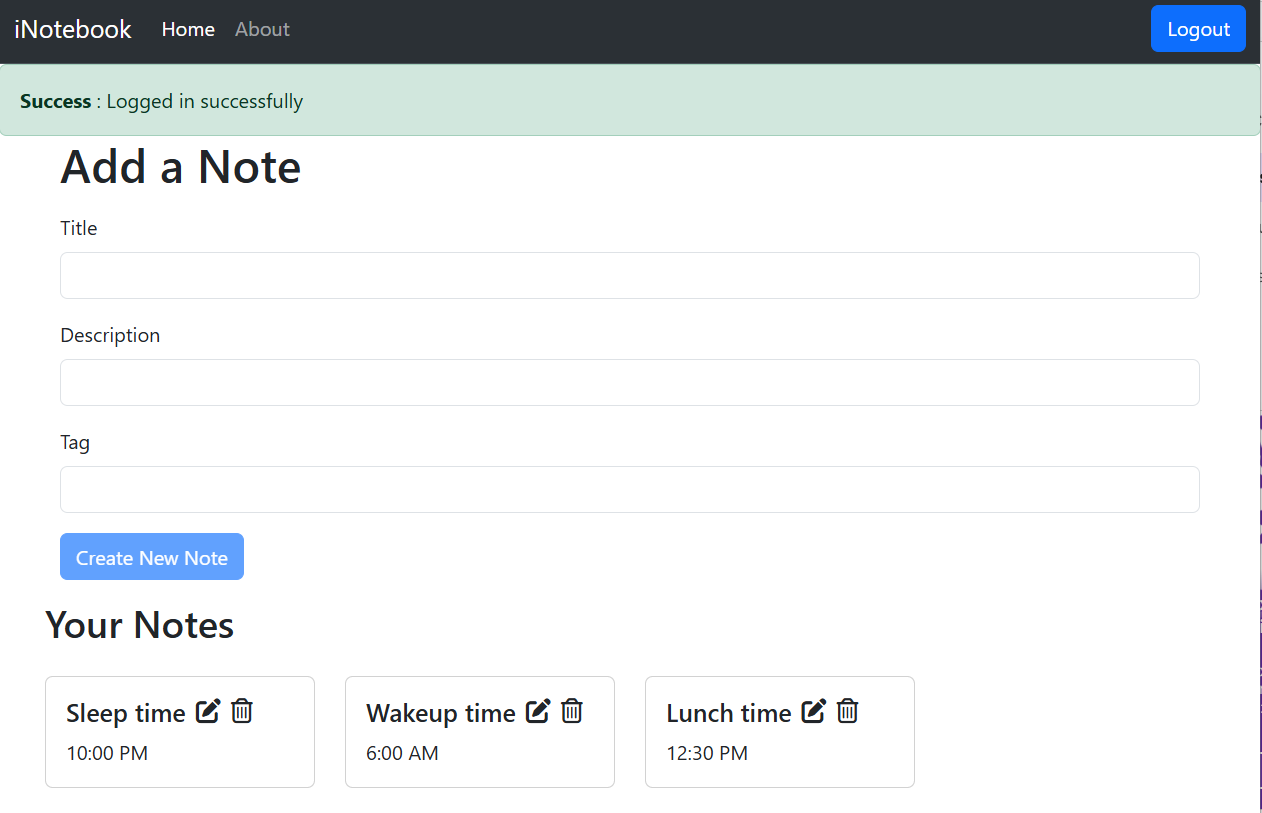 iNotebook Home About Logout
Success : Logged in successfully
Add a Note
Title
Description
Tag
Create New Note
Your Notes
Sleep time Wakeup time Lunch time
10:00 PM 6:00 AM 12:30 PM